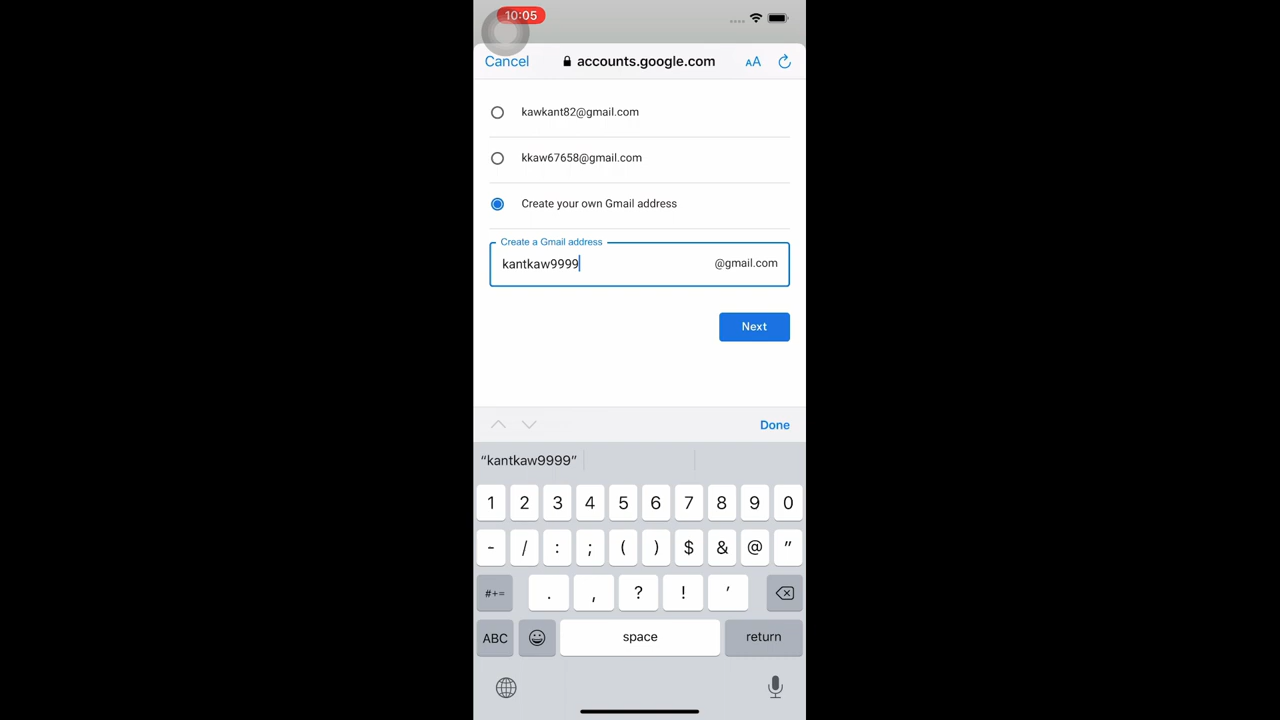 10:05
Cancel accounts.google.com AA
kawkant82@gmail.com
kkaw67658@gmail.com
Create your own Gmail address
Create a Gmail address
kantkaw9999 @gmail.com
Next
Done
“kantkaw9999”
1 2 3 4 5 6 7 8 9 0
- / : ; ( ) $ & @ ”
#+= . , ? ! ’
ABC space return